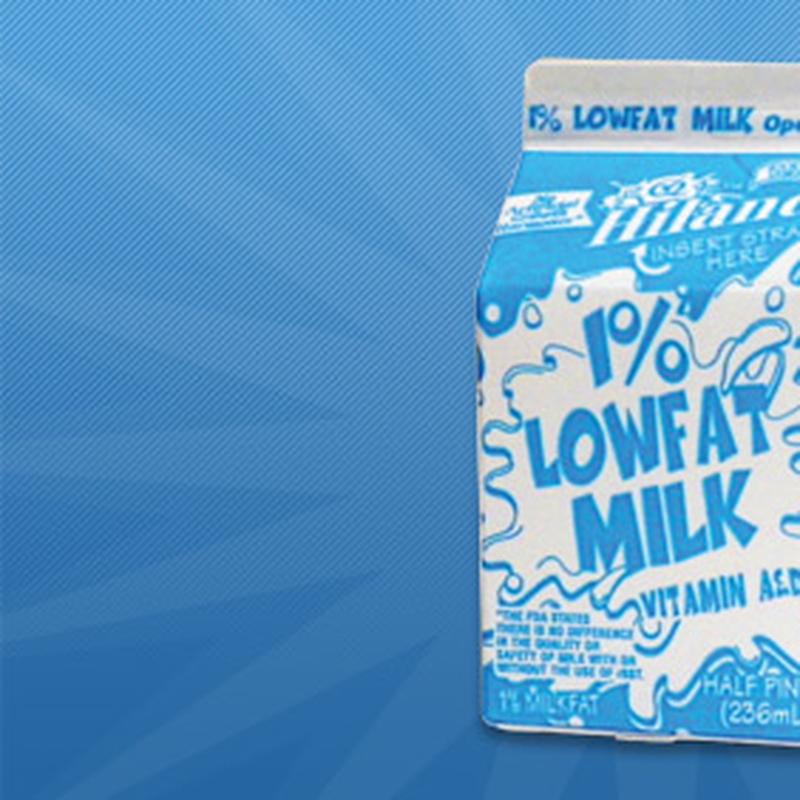 1% LOWFAT MILK Ope
Hiland
INSERT STRA
HERE
1%
LOWFAT
MILK
VITAMIN A&D
*THE FDA STATES
THERE IS NO DIFFERENCE
IN THE QUALITY OR
SAFETY OF MILK WITH OR
WITHOUT THE USE OF rBST.
1% MILKFAT
HALF PIN
(236mL